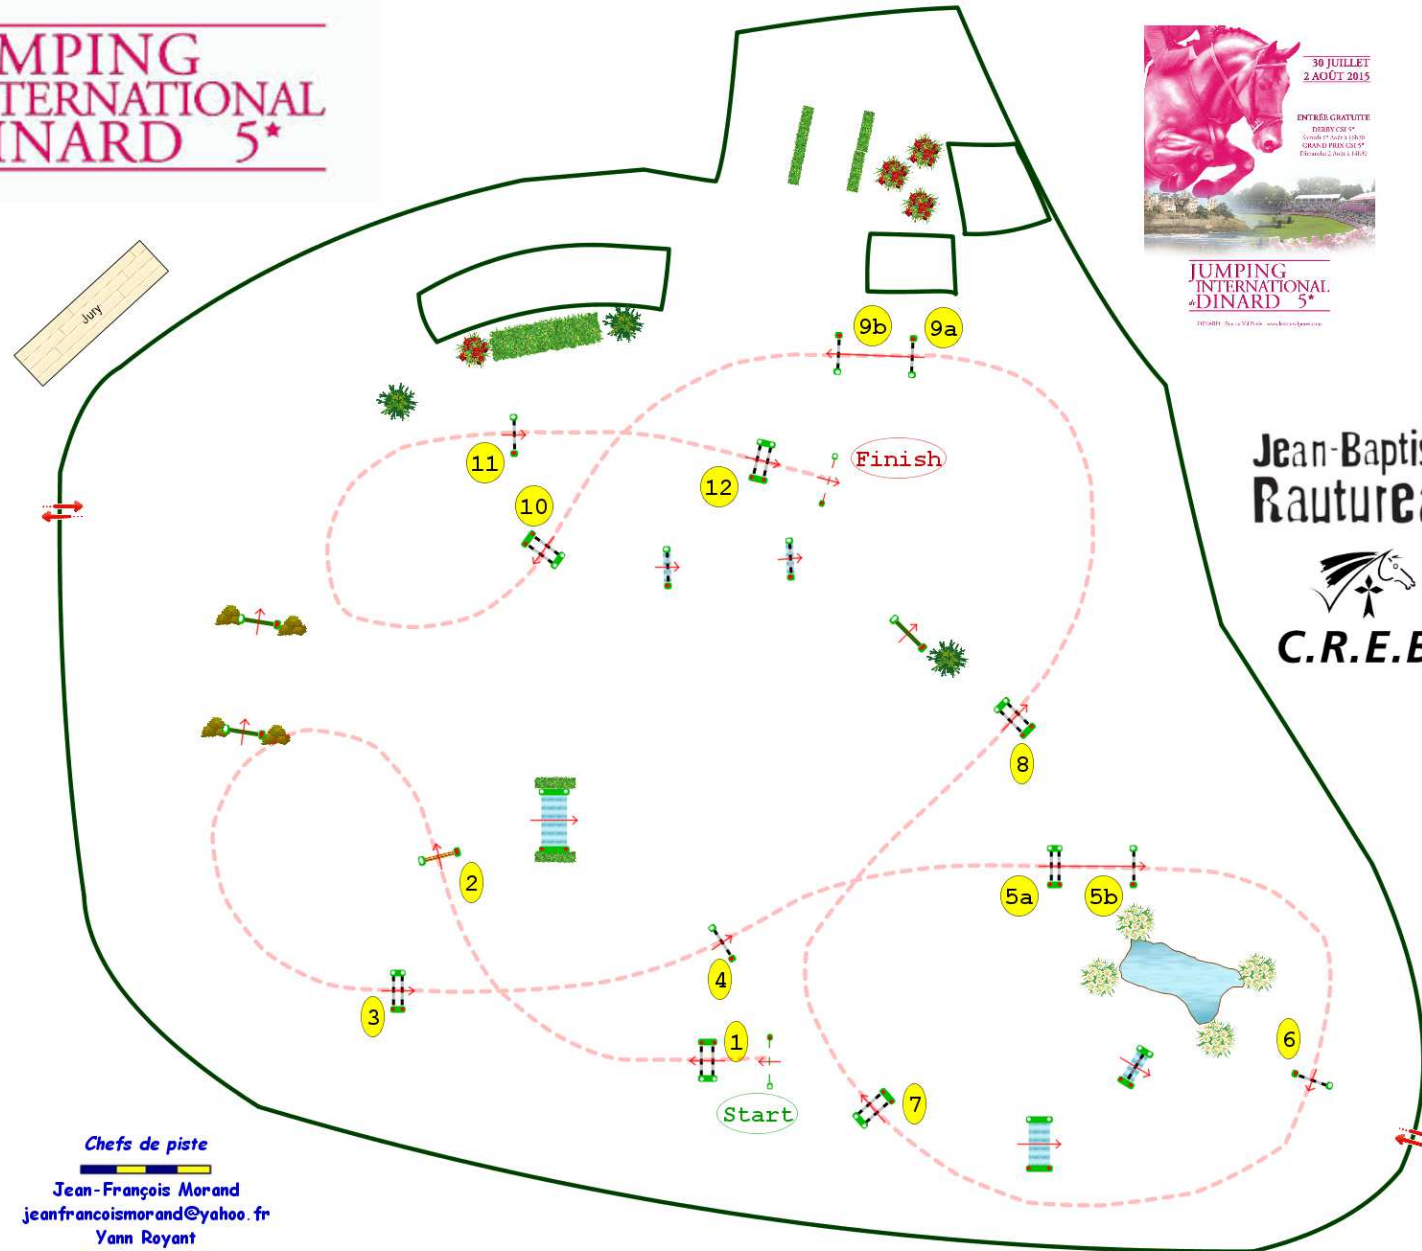 MPING
TERNATIONAL
INARD 5*
30 JUILLET
2 AOÛT 2015
ENTRÉE GRATUITE
DERBY CSI 5*
GRAND PRIX CSI 5*
JUMPING
INTERNATIONAL
de DINARD 5*
Jury
9b
9a
11
Finish
12
10
Jean-Baptis
Rauturea
C.R.E.E
8
2
5a
5b
4
3
1
6
7
Start
Chefs de piste
Jean-François Morand
jeanfrancoismorand@yahoo.fr
Yann Royant